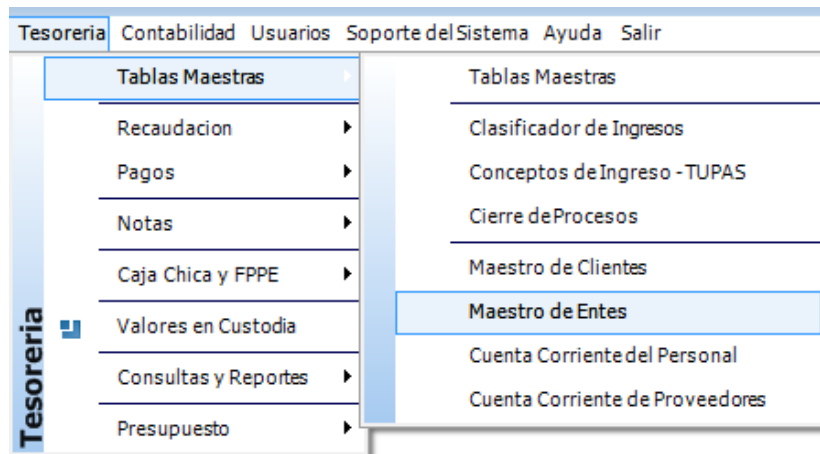 Tesoreria Contabilidad Usuarios Soporte del Sistema Ayuda Salir
Tablas Maestras
Recaudacion
Pagos
Notas
Caja Chica y FPPE
Valores en Custodia
Consultas y Reportes
Presupuesto
Tesoreria
Tablas Maestras
Clasificador de Ingresos
Conceptos de Ingreso - TUPAS
Cierre de Procesos
Maestro de Clientes
Maestro de Entes
Cuenta Corriente del Personal
Cuenta Corriente de Proveedores